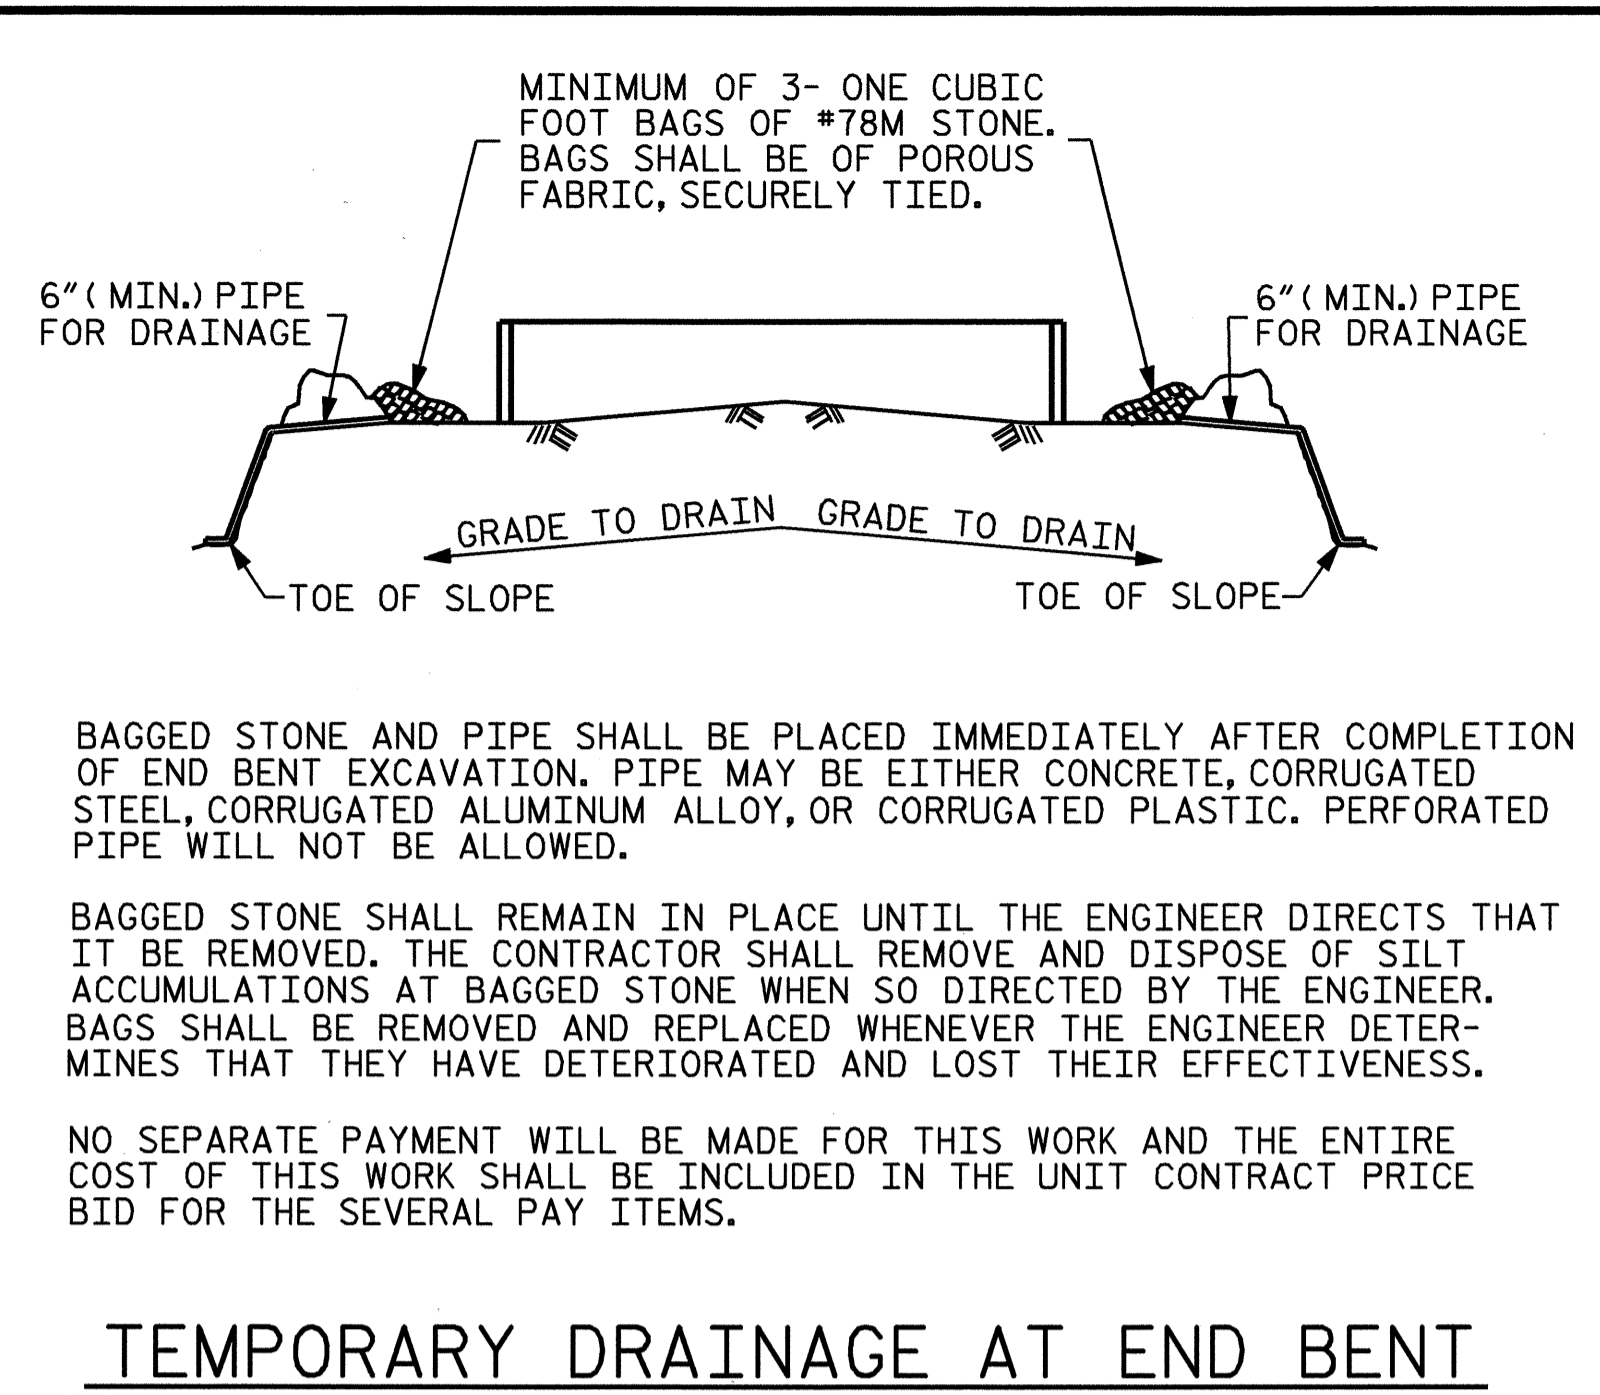 MINIMUM OF 3- ONE CUBIC
FOOT BAGS OF #78M STONE.
BAGS SHALL BE OF POROUS
FABRIC, SECURELY TIED.
6"(MIN.) PIPE
FOR DRAINAGE
6"(MIN.) PIPE
FOR DRAINAGE
GRADE TO DRAIN
GRADE TO DRAIN
TOE OF SLOPE
TOE OF SLOPE
BAGGED STONE AND PIPE SHALL BE PLACED IMMEDIATELY AFTER COMPLETION
OF END BENT EXCAVATION. PIPE MAY BE EITHER CONCRETE, CORRUGATED
STEEL, CORRUGATED ALUMINUM ALLOY, OR CORRUGATED PLASTIC. PERFORATED
PIPE WILL NOT BE ALLOWED.
BAGGED STONE SHALL REMAIN IN PLACE UNTIL THE ENGINEER DIRECTS THAT
IT BE REMOVED. THE CONTRACTOR SHALL REMOVE AND DISPOSE OF SILT
ACCUMULATIONS AT BAGGED STONE WHEN SO DIRECTED BY THE ENGINEER.
BAGS SHALL BE REMOVED AND REPLACED WHENEVER THE ENGINEER DETER-
MINES THAT THEY HAVE DETERIORATED AND LOST THEIR EFFECTIVENESS.
NO SEPARATE PAYMENT WILL BE MADE FOR THIS WORK AND THE ENTIRE
COST OF THIS WORK SHALL BE INCLUDED IN THE UNIT CONTRACT PRICE
BID FOR THE SEVERAL PAY ITEMS.
TEMPORARY DRAINAGE AT END BENT